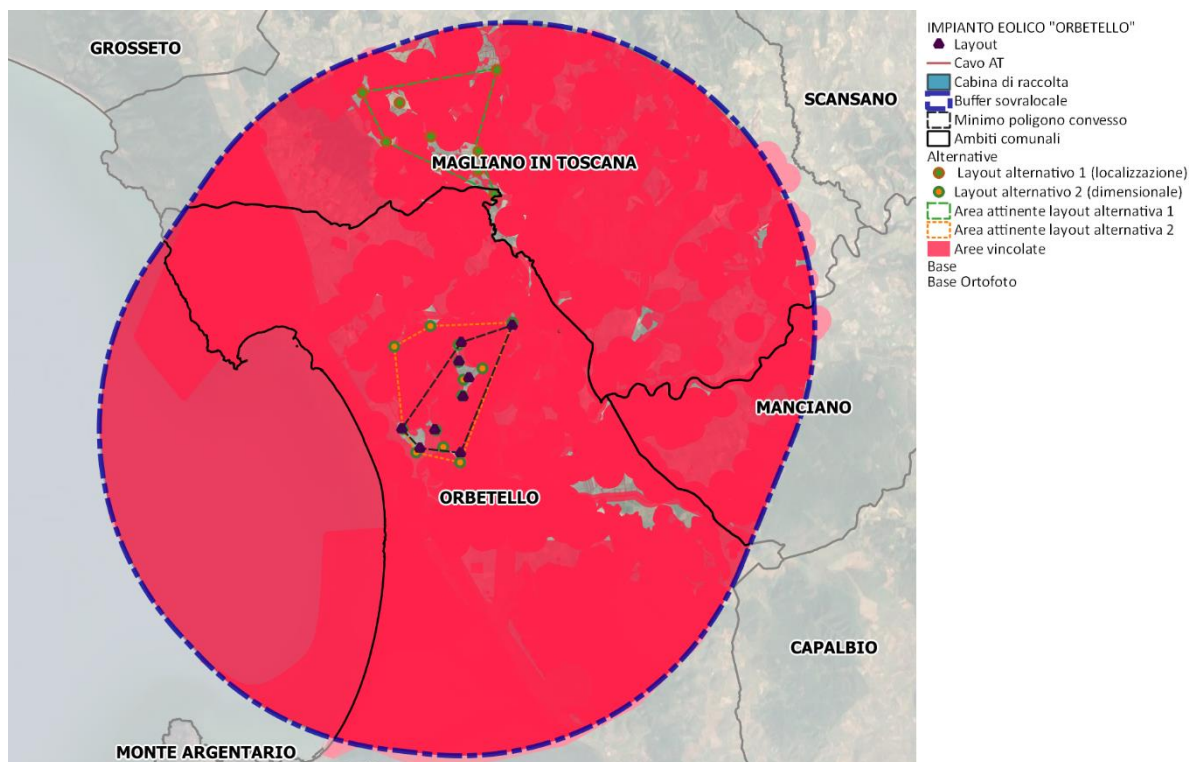 GROSSETO
SCANSANO
MAGLIANO IN TOSCANA
MANCIANO
ORBETELLO
CAPALBIO
MONTE ARGENTARIO
IMPIANTO EOLICO "ORBETELLO"
Layout
Cavo AT
Cabina di raccolta
Buffer sovralocale
Minimo poligono convesso
Ambiti comunali
Alternative
Layout alternativo 1 (localizzazione)
Layout alternativo 2 (dimensionale)
Area attinente layout alternativa 1
Area attinente layout alternativa 2
Aree vincolate
Base
Base Ortofoto